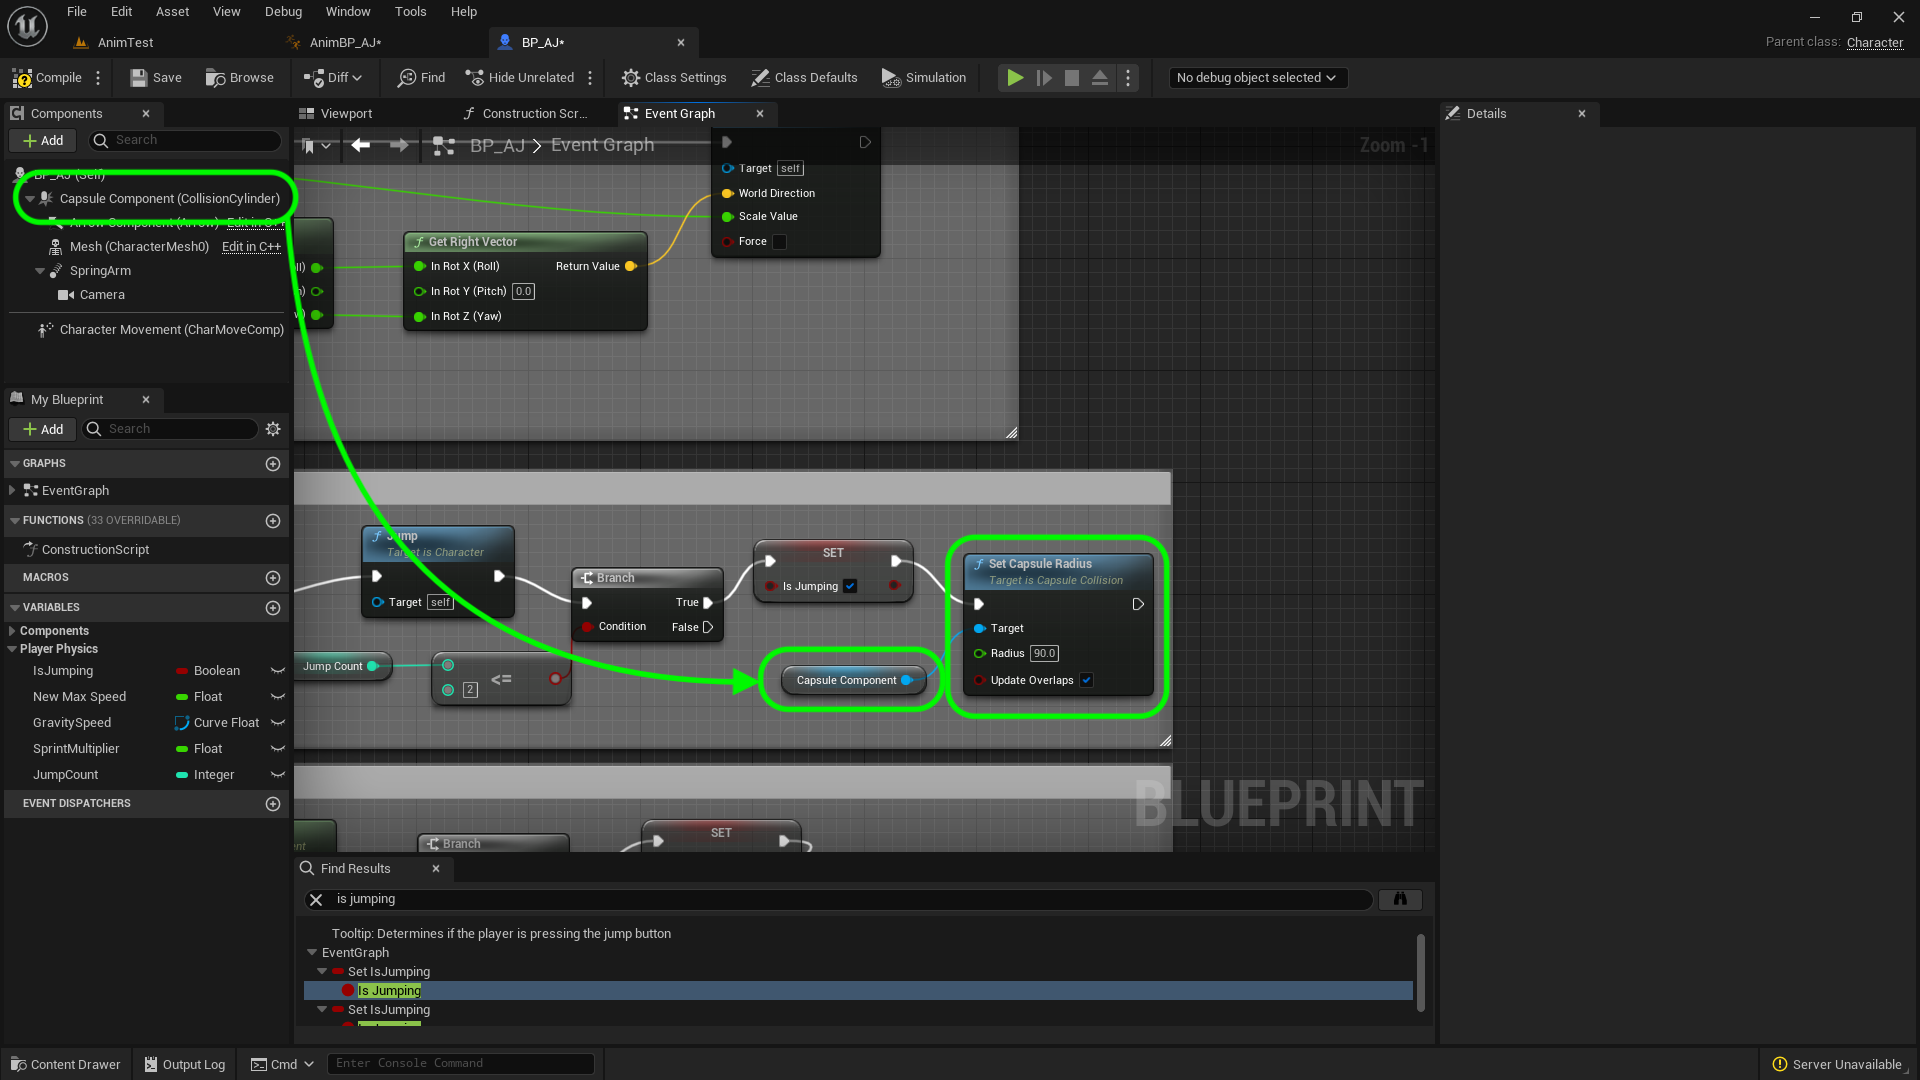 File Edit Asset View Debug Window Tools Help
AnimTest AnimBP_AJ* BP_AJ*
Parent class: Character
Compile Save Browse Diff Find Hide Unrelated Class Settings Class Defaults Simulation No debug object selected
Components Viewport Construction Scr... Event Graph Details
Add Search
BP_AJ > Event Graph
Zoom -1
BP_AJ (Self)
Capsule Component (CollisionCylinder)
Arrow Component (Arrow) Edit in C++
Mesh (CharacterMesh0) Edit in C++
SpringArm
Camera
Character Movement (CharMoveComp)
Target self
World Direction
Scale Value
Force
Get Right Vector
In Rot X (Roll) Return Value
In Rot Y (Pitch) 0.0
In Rot Z (Yaw)
My Blueprint
Add Search
GRAPHS
EventGraph
FUNCTIONS (33 OVERRIDABLE)
ConstructionScript
MACROS
VARIABLES
Components
Player Physics
IsJumping Boolean
New Max Speed Float
GravitySpeed Curve Float
SprintMultiplier Float
JumpCount Integer
EVENT DISPATCHERS
Jump
Target is Character
Target self
Branch
True
Condition False
SET
Is Jumping
Set Capsule Radius
Target is Capsule Collision
Target
Radius 90.0
Update Overlaps
Jump Count
2 <=
Capsule Component
BLUEPRINT
Branch
SET
Find Results
is jumping
Tooltip: Determines if the player is pressing the jump button
EventGraph
Set IsJumping
Is Jumping
Set IsJumping
Content Drawer Output Log Cmd Enter Console Command Server Unavailable